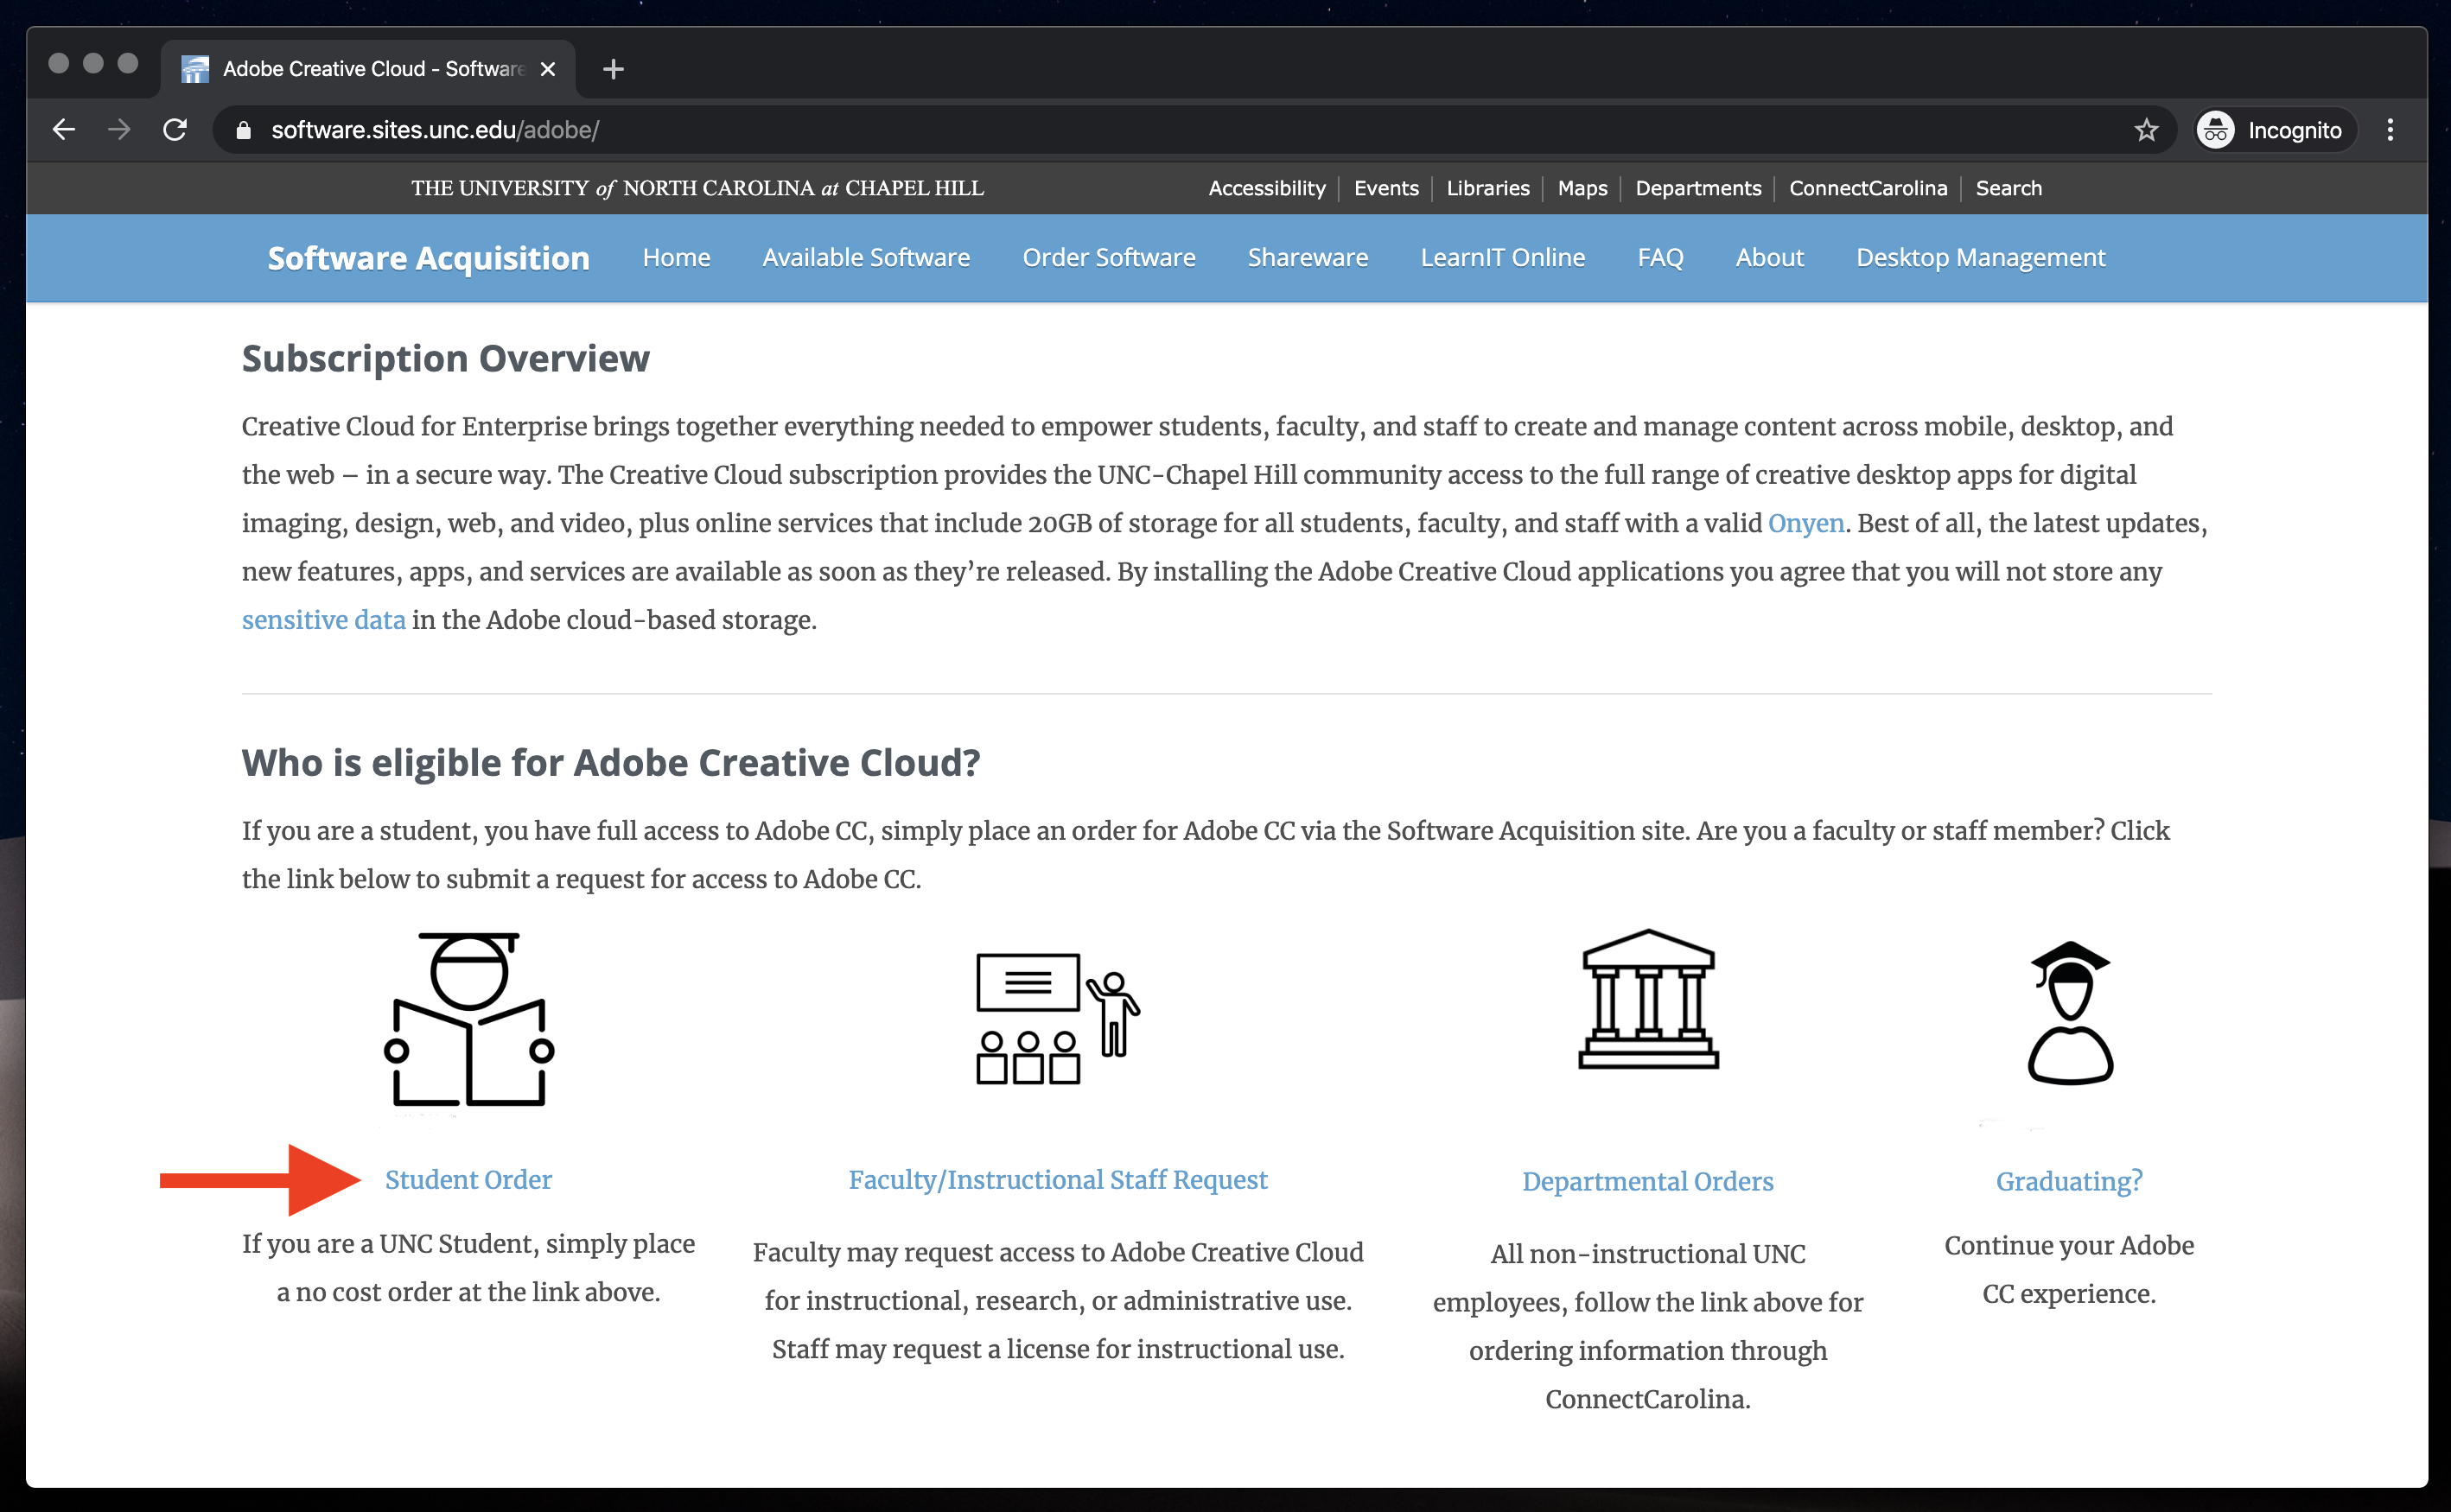 Adobe Creative Cloud - Software
software.sites.unc.edu/adobe/
Incognito
THE UNIVERSITY of NORTH CAROLINA at CHAPEL HILL
Accessibility Events Libraries Maps Departments ConnectCarolina Search
Software Acquisition Home Available Software Order Software Shareware LearnIT Online FAQ About Desktop Management
Subscription Overview
Creative Cloud for Enterprise brings together everything needed to empower students, faculty, and staff to create and manage content across mobile, desktop, and
the web – in a secure way. The Creative Cloud subscription provides the UNC-Chapel Hill community access to the full range of creative desktop apps for digital
imaging, design, web, and video, plus online services that include 20GB of storage for all students, faculty, and staff with a valid Onyen. Best of all, the latest updates,
new features, apps, and services are available as soon as they’re released. By installing the Adobe Creative Cloud applications you agree that you will not store any
sensitive data in the Adobe cloud-based storage.
Who is eligible for Adobe Creative Cloud?
If you are a student, you have full access to Adobe CC, simply place an order for Adobe CC via the Software Acquisition site. Are you a faculty or staff member? Click
the link below to submit a request for access to Adobe CC.
Student Order
If you are a UNC Student, simply place
a no cost order at the link above.
Faculty/Instructional Staff Request
Faculty may request access to Adobe Creative Cloud
for instructional, research, or administrative use.
Staff may request a license for instructional use.
Departmental Orders
All non-instructional UNC
employees, follow the link above for
ordering information through
ConnectCarolina.
Graduating?
Continue your Adobe
CC experience.